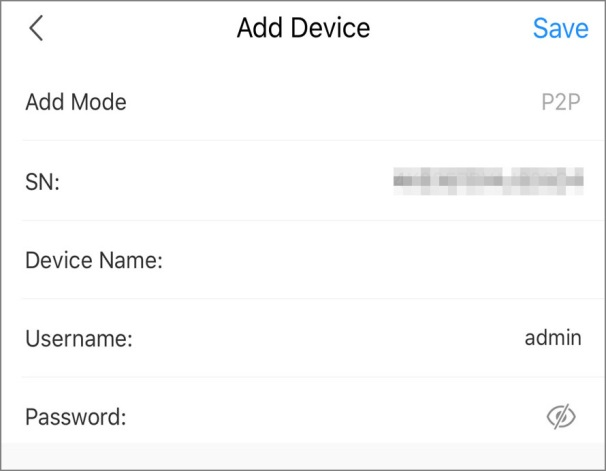 Add Device
Save
Add Mode
P2P
SN:
Device Name:
Username:
admin
Password: